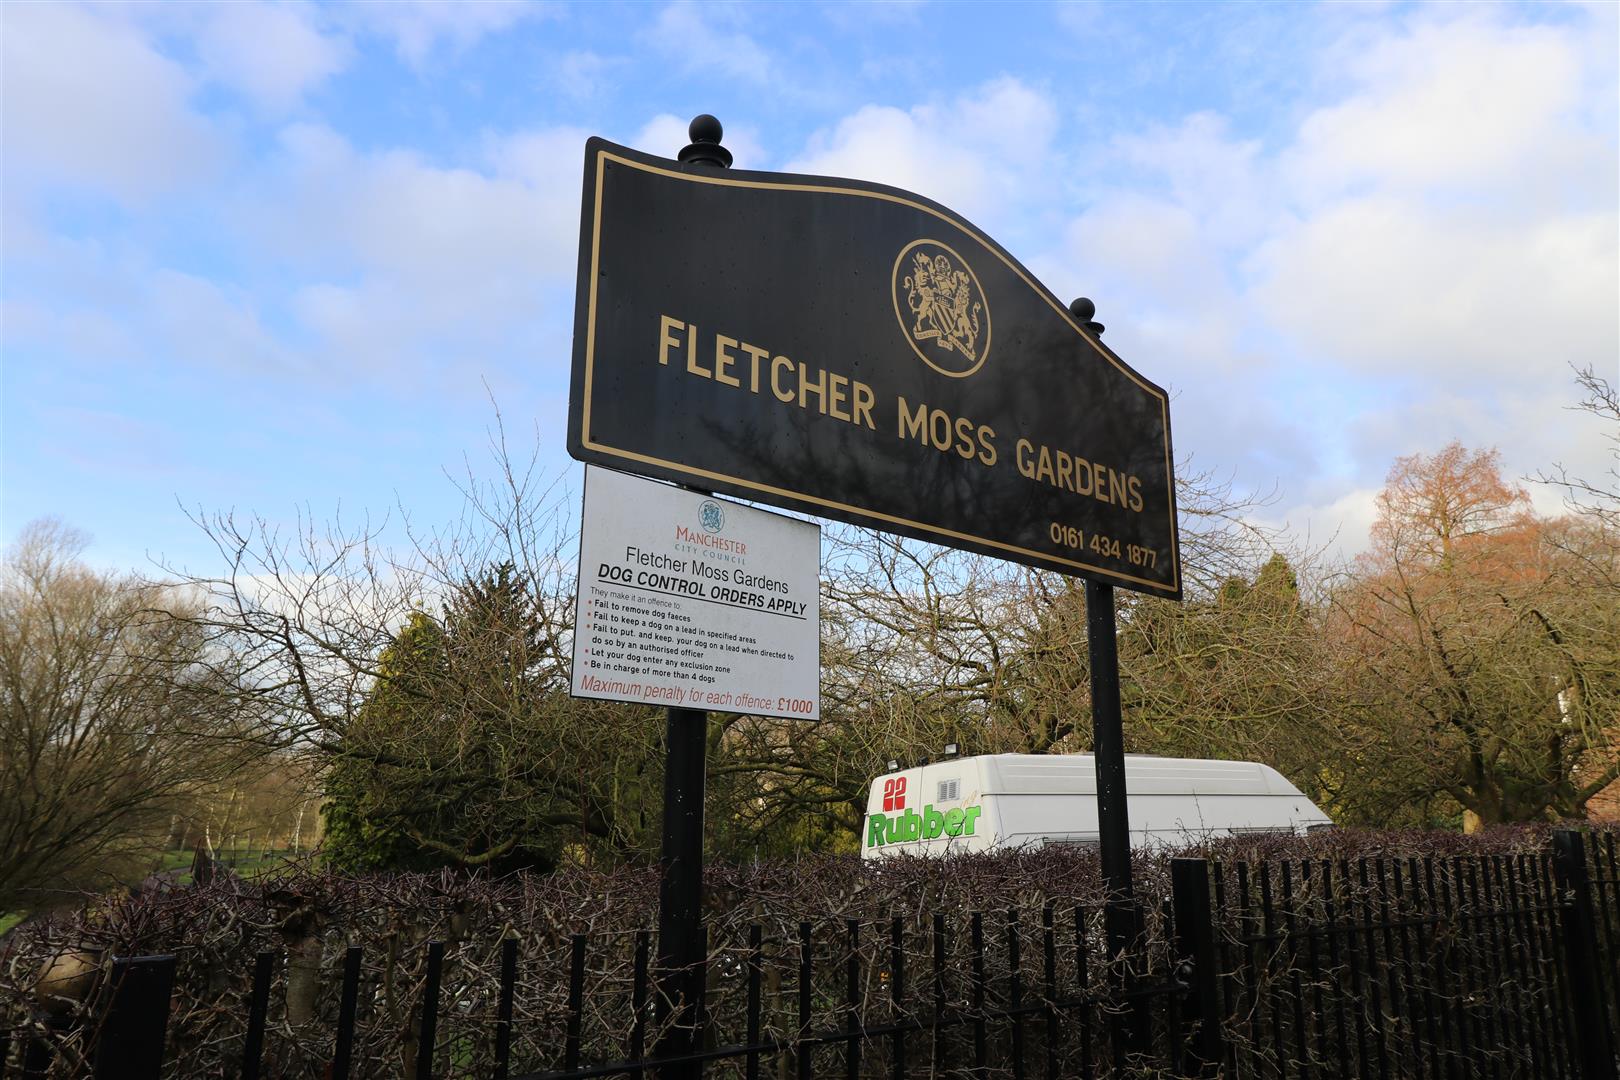 FLETCHER MOSS GARDENS
0161 434 1877
MANCHESTER
CITY COUNCIL
Fletcher Moss Gardens
DOG CONTROL ORDERS APPLY
They make it an offence to:
• Fail to remove dog faeces
• Fail to keep a dog on a lead in specified areas
• Fail to put, and keep, your dog on a lead when directed to
do so by an authorised officer
• Let your dog enter any exclusion zone
• Be in charge of more than 4 dogs
Maximum penalty for each offence: £1000
22
Rubber